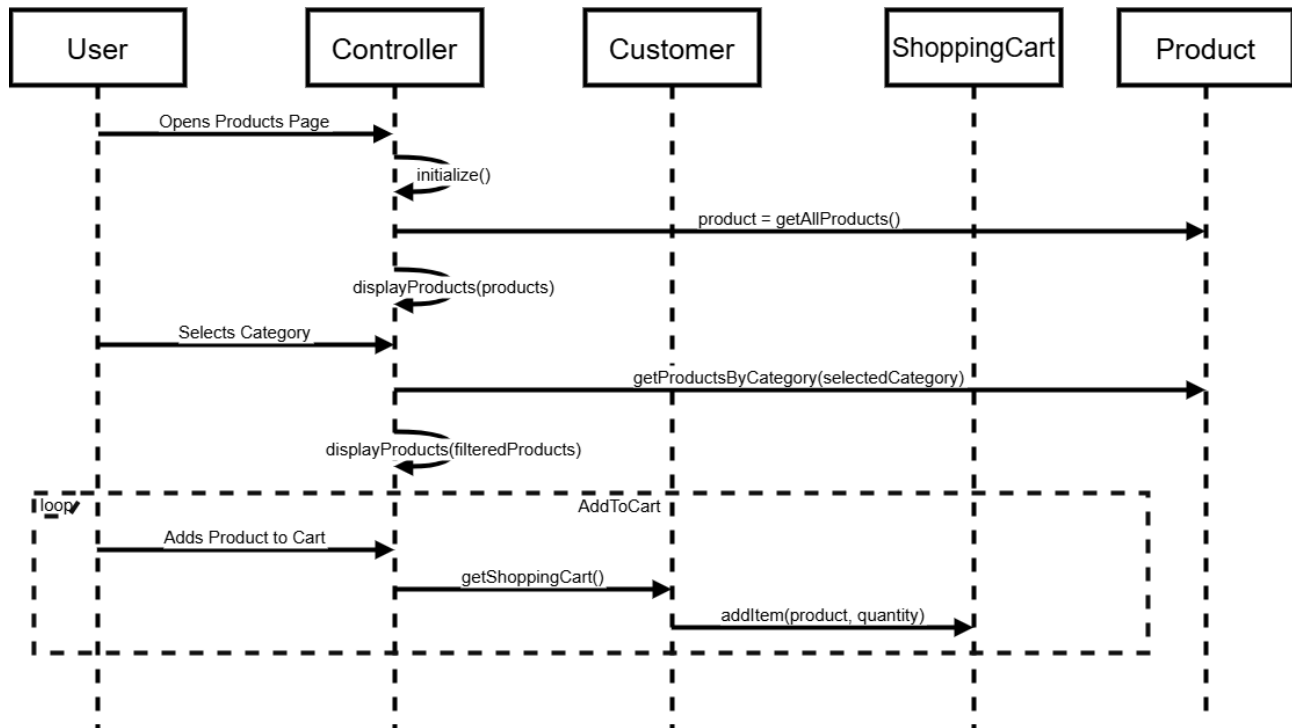 User
Controller
Customer
ShoppingCart
Product
Opens Products Page
initialize()
product = getAllProducts()
displayProducts(products)
Selects Category
getProductsByCategory(selectedCategory)
displayProducts(filteredProducts)
loop
AddToCart
Adds Product to Cart
getShoppingCart()
addItem(product, quantity)